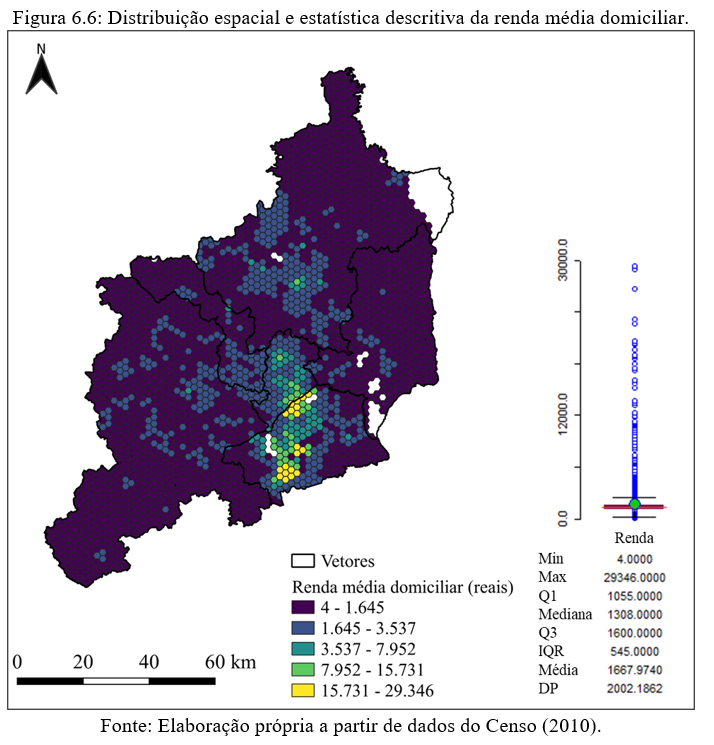 Figura 6.6: Distribuição espacial e estatística descritiva da renda média domiciliar.
N
30000.0
12000.0
0.0
Renda
Min 4.0000
Max 29346.0000
Q1 1055.0000
Mediana 1308.0000
Q3 1600.0000
IQR 545.0000
Média 1667.9740
DP 2002.1862
Vetores
Renda média domiciliar (reais)
4 - 1.645
1.645 - 3.537
3.537 - 7.952
7.952 - 15.731
15.731 - 29.346
0 20 40 60 km
Fonte: Elaboração própria a partir de dados do Censo (2010).